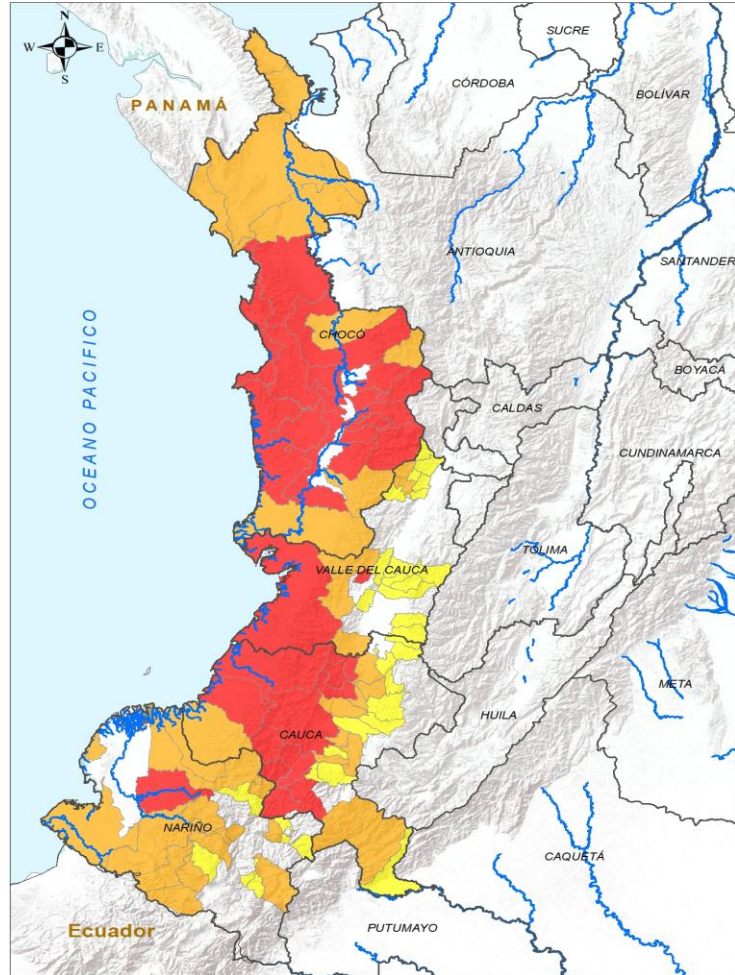 N
W E
S
SUCRE
CÓRDOBA
BOLÍVAR
PANAMÁ
ANTIOQUIA
SANTANDER
OCEANO PACIFICO
CHOCÓ
BOYACÁ
CALDAS
CUNDINAMARCA
TOLIMA
VALLE DEL CAUCA
META
HUILA
CAUCA
NARIÑO
CAQUETÁ
PUTUMAYO
Ecuador